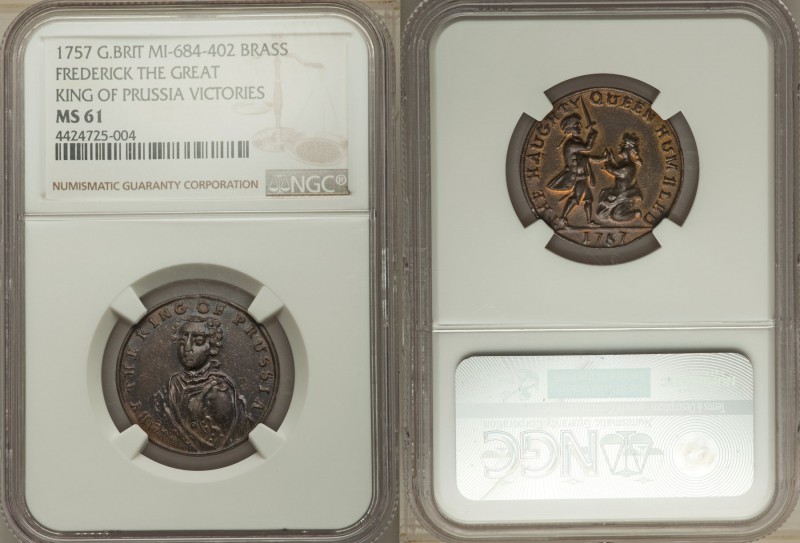 1757 G.BRIT MI-684-402 BRASS
FREDERICK THE GREAT
KING OF PRUSSIA VICTORIES
MS 61
4424725-004
NUMISMATIC GUARANTY CORPORATION
NGC®
THE KING OF PRUSSIA
HAUGHTY QUEEN HUMBLED
1757
NGC